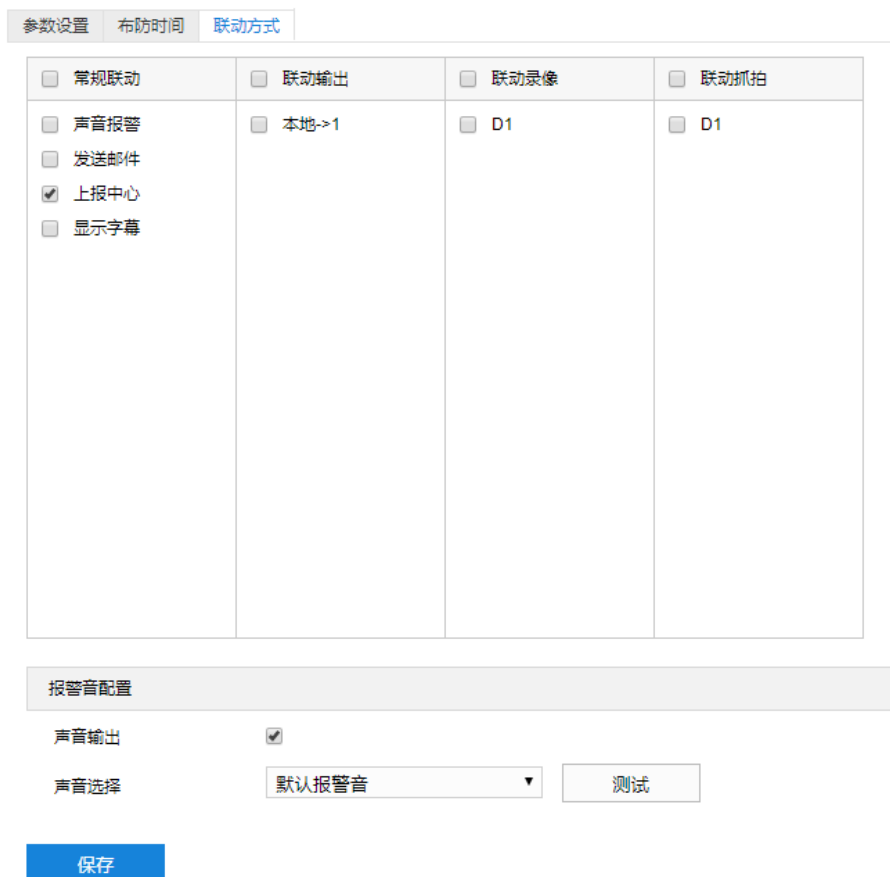 参数设置 布防时间 联动方式
常规联动 联动输出 联动录像 联动抓拍
声音报警 本地->1 D1 D1
发送邮件
上报中心
显示字幕
报警音配置
声音输出
声音选择 默认报警音 测试
保存